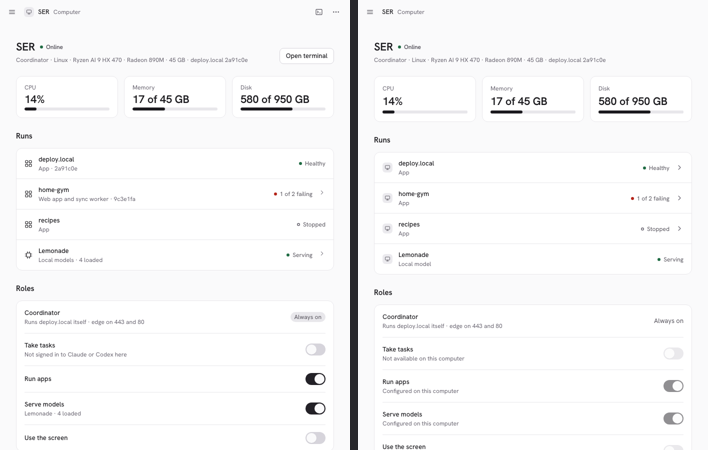 SER Computer
SER Online
Coordinator · Linux · Ryzen AI 9 HX 470 · Radeon 890M · 45 GB · deploy.local 2a91c0e
Open terminal
CPU
14%
Memory
17 of 45 GB
Disk
580 of 950 GB
Runs
deploy.local
App · 2a91c0e
Healthy
home-gym
Web app and sync worker · 9c3e1fa
1 of 2 failing
recipes
App
Stopped
Lemonade
Local models · 4 loaded
Serving
Roles
Coordinator
Runs deploy.local itself · edge on 443 and 80
Always on
Take tasks
Not signed in to Claude or Codex here
Run apps
Serve models
Lemonade · 4 loaded
Use the screen
SER Computer
SER Online
Coordinator · Linux · Ryzen AI 9 HX 470 · Radeon 890M · 45 GB · deploy.local 2a91c0e
CPU
14%
Memory
17 of 45 GB
Disk
580 of 950 GB
Runs
deploy.local
App
Healthy
home-gym
App
1 of 2 failing
recipes
App
Stopped
Lemonade
Local model
Serving
Roles
Coordinator
Runs deploy.local itself · edge on 443 and 80
Always on
Take tasks
Not available on this computer
Run apps
Configured on this computer
Serve models
Configured on this computer
Use the screen